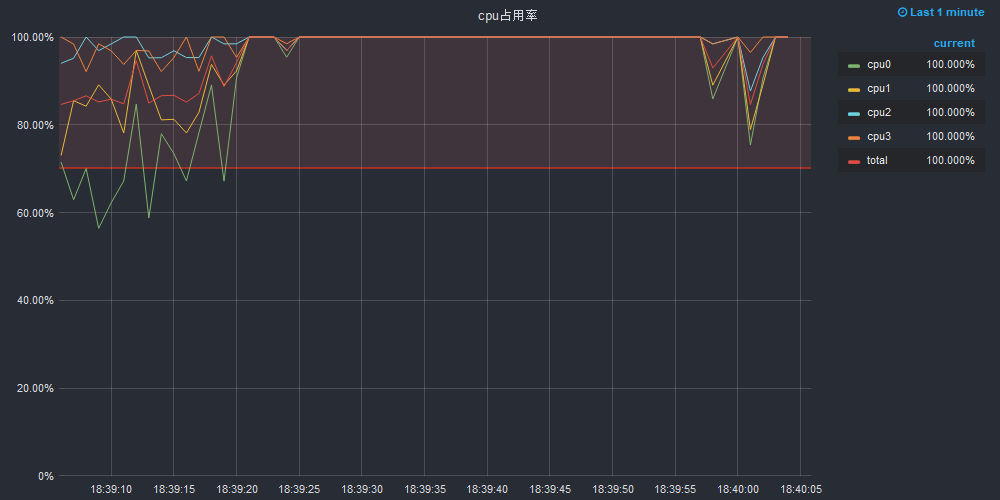 cpu占用率
Last 1 minute
current
cpu0 100.000%
cpu1 100.000%
cpu2 100.000%
cpu3 100.000%
total 100.000%
100.00%
80.00%
60.00%
40.00%
20.00%
0%
18:39:10 18:39:15 18:39:20 18:39:25 18:39:30 18:39:35 18:39:40 18:39:45 18:39:50 18:39:55 18:40:00 18:40:05